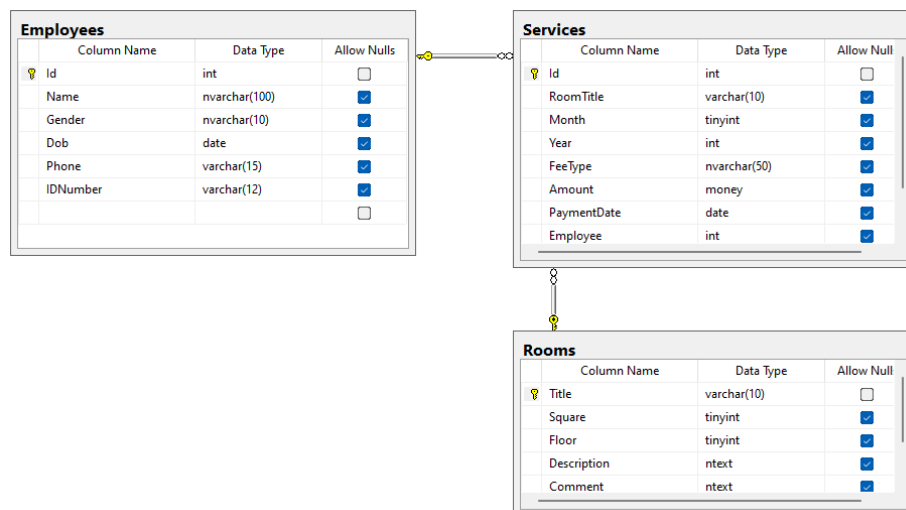 Employees
Column Name Data Type Allow Nulls
Id int
Name nvarchar(100)
Gender nvarchar(10)
Dob date
Phone varchar(15)
IDNumber varchar(12)
Services
Column Name Data Type Allow Null
Id int
RoomTitle varchar(10)
Month tinyint
Year int
FeeType nvarchar(50)
Amount money
PaymentDate date
Employee int
Rooms
Column Name Data Type Allow Null
Title varchar(10)
Square tinyint
Floor tinyint
Description ntext
Comment ntext